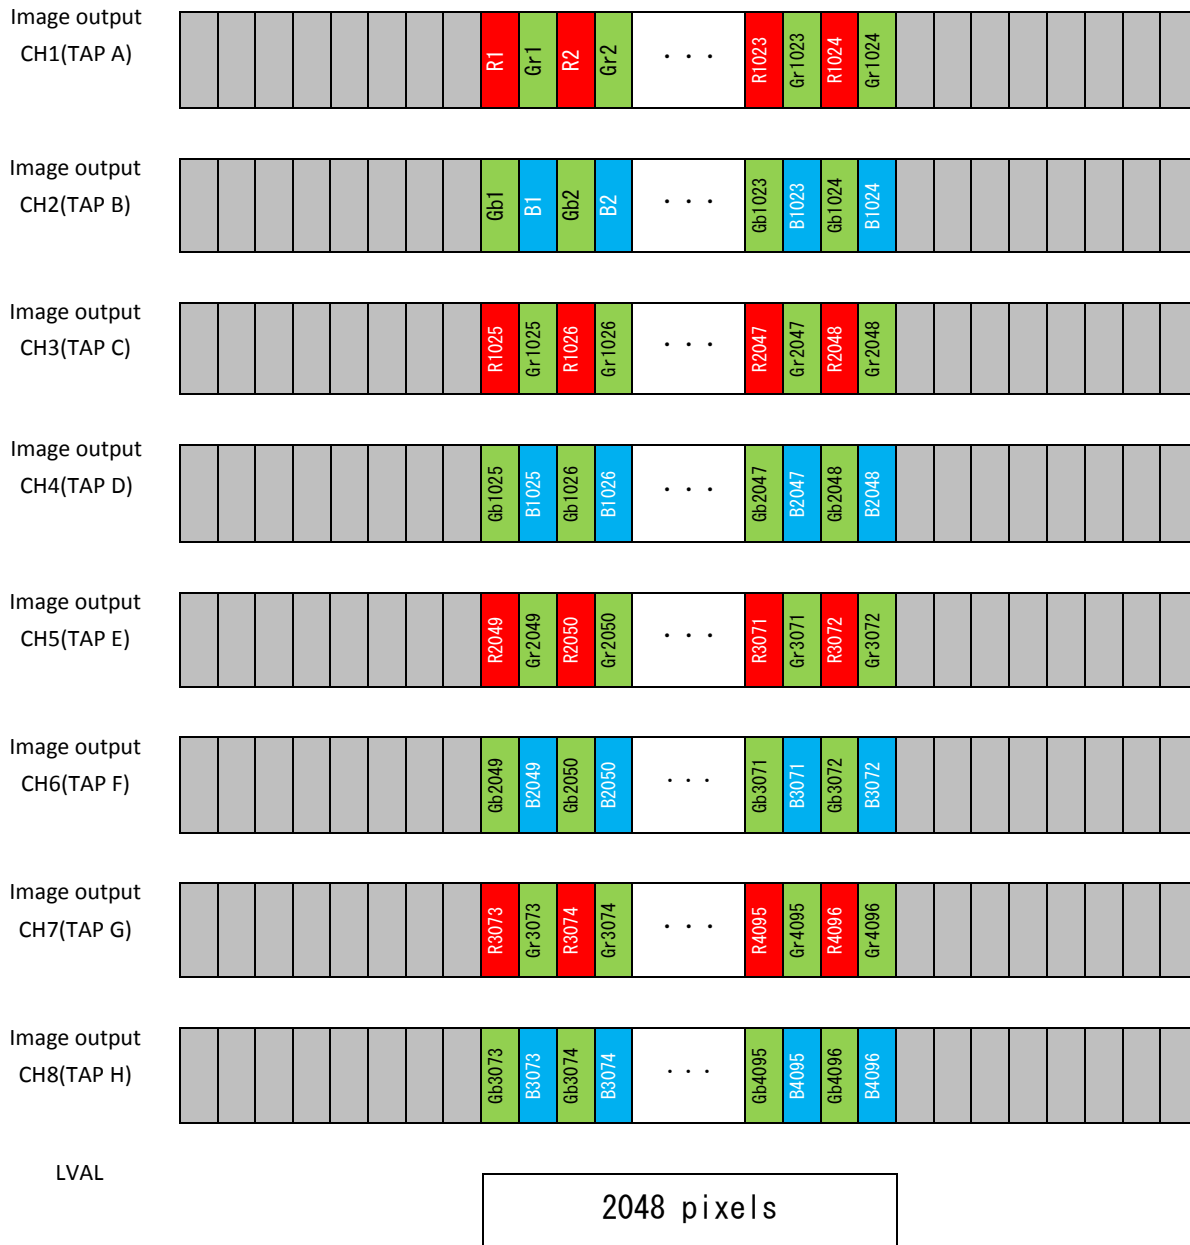 Image output
CH1(TAP A)
R1 Gr1 R2 Gr2 ・・・ R1023 Gr1023 R1024 Gr1024
Image output
CH2(TAP B)
Gb1 B1 Gb2 B2 ・・・ Gb1023 B1023 Gb1024 B1024
Image output
CH3(TAP C)
R1025 Gr1025 R1026 Gr1026 ・・・ R2047 Gr2047 R2048 Gr2048
Image output
CH4(TAP D)
Gb1025 B1025 Gb1026 B1026 ・・・ Gb2047 B2047 Gb2048 B2048
Image output
CH5(TAP E)
R2049 Gr2049 R2050 Gr2050 ・・・ R3071 Gr3071 R3072 Gr3072
Image output
CH6(TAP F)
Gb2049 B2049 Gb2050 B2050 ・・・ Gb3071 B3071 Gb3072 B3072
Image output
CH7(TAP G)
R3073 Gr3073 R3074 Gr3074 ・・・ R4095 Gr4095 R4096 Gr4096
Image output
CH8(TAP H)
Gb3073 B3073 Gb3074 B3074 ・・・ Gb4095 B4095 Gb4096 B4096
LVAL
2048 pixels